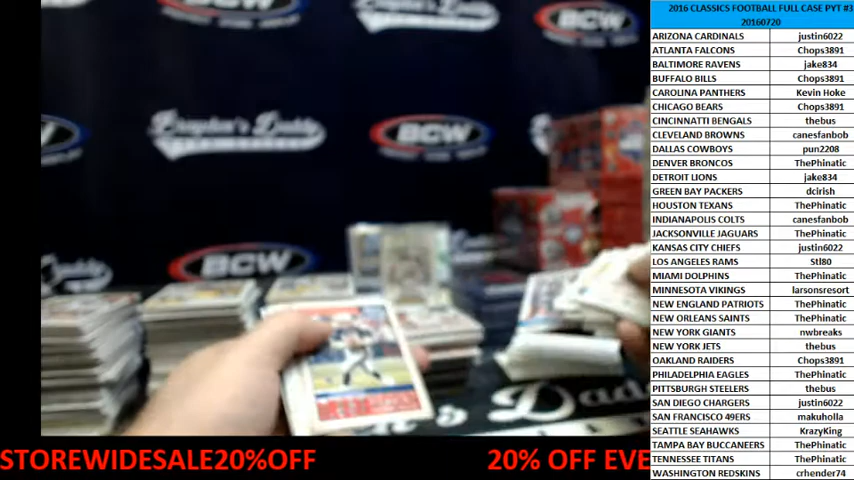 2016 CLASSICS FOOTBALL FULL CASE PYT #3
20160720
ARIZONA CARDINALS justin6022
ATLANTA FALCONS Chops3891
BALTIMORE RAVENS jake834
BUFFALO BILLS Chops3891
CAROLINA PANTHERS Kevin Hoke
CHICAGO BEARS Chops3891
CINCINNATI BENGALS thebus
CLEVELAND BROWNS canesfanbob
DALLAS COWBOYS pun2208
DENVER BRONCOS ThePhinatic
DETROIT LIONS jake834
GREEN BAY PACKERS dcirish
HOUSTON TEXANS ThePhinatic
INDIANAPOLIS COLTS canesfanbob
JACKSONVILLE JAGUARS ThePhinatic
KANSAS CITY CHIEFS justin6022
LOS ANGELES RAMS Stl80
MIAMI DOLPHINS ThePhinatic
MINNESOTA VIKINGS larsonsresort
NEW ENGLAND PATRIOTS ThePhinatic
NEW ORLEANS SAINTS ThePhinatic
NEW YORK GIANTS nwbreaks
NEW YORK JETS thebus
OAKLAND RAIDERS Chops3891
PHILADELPHIA EAGLES ThePhinatic
PITTSBURGH STEELERS thebus
SAN DIEGO CHARGERS justin6022
SAN FRANCISCO 49ERS makuholla
SEATTLE SEAHAWKS KrazyKing
TAMPA BAY BUCCANEERS ThePhinatic
TENNESSEE TITANS ThePhinatic
WASHINGTON REDSKINS crhender74
BCW
Brayton's Daddy
BCW
BCW
's Dad
STOREWIDESALE20%OFF 20% OFF EVE